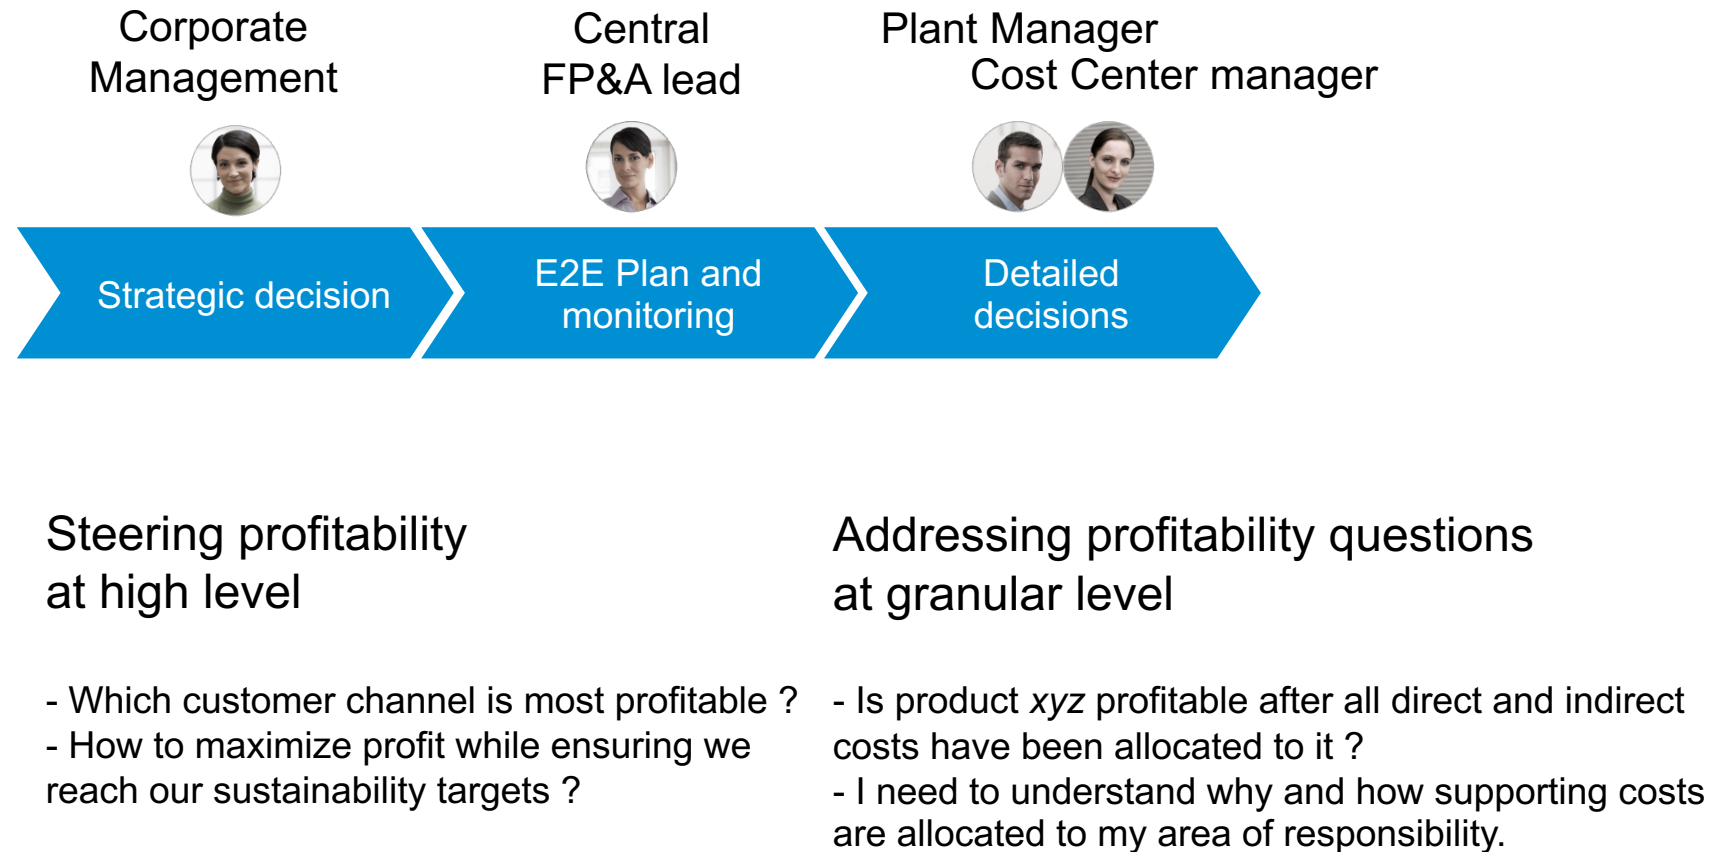 Corporate
Management
Central
FP&A lead
Plant Manager
Cost Center manager
Strategic decision
E2E Plan and
monitoring
Detailed
decisions
Steering profitability
at high level
- Which customer channel is most profitable ?
- How to maximize profit while ensuring we
reach our sustainability targets ?
Addressing profitability questions
at granular level
- Is product xyz profitable after all direct and indirect
costs have been allocated to it ?
- I need to understand why and how supporting costs
are allocated to my area of responsibility.